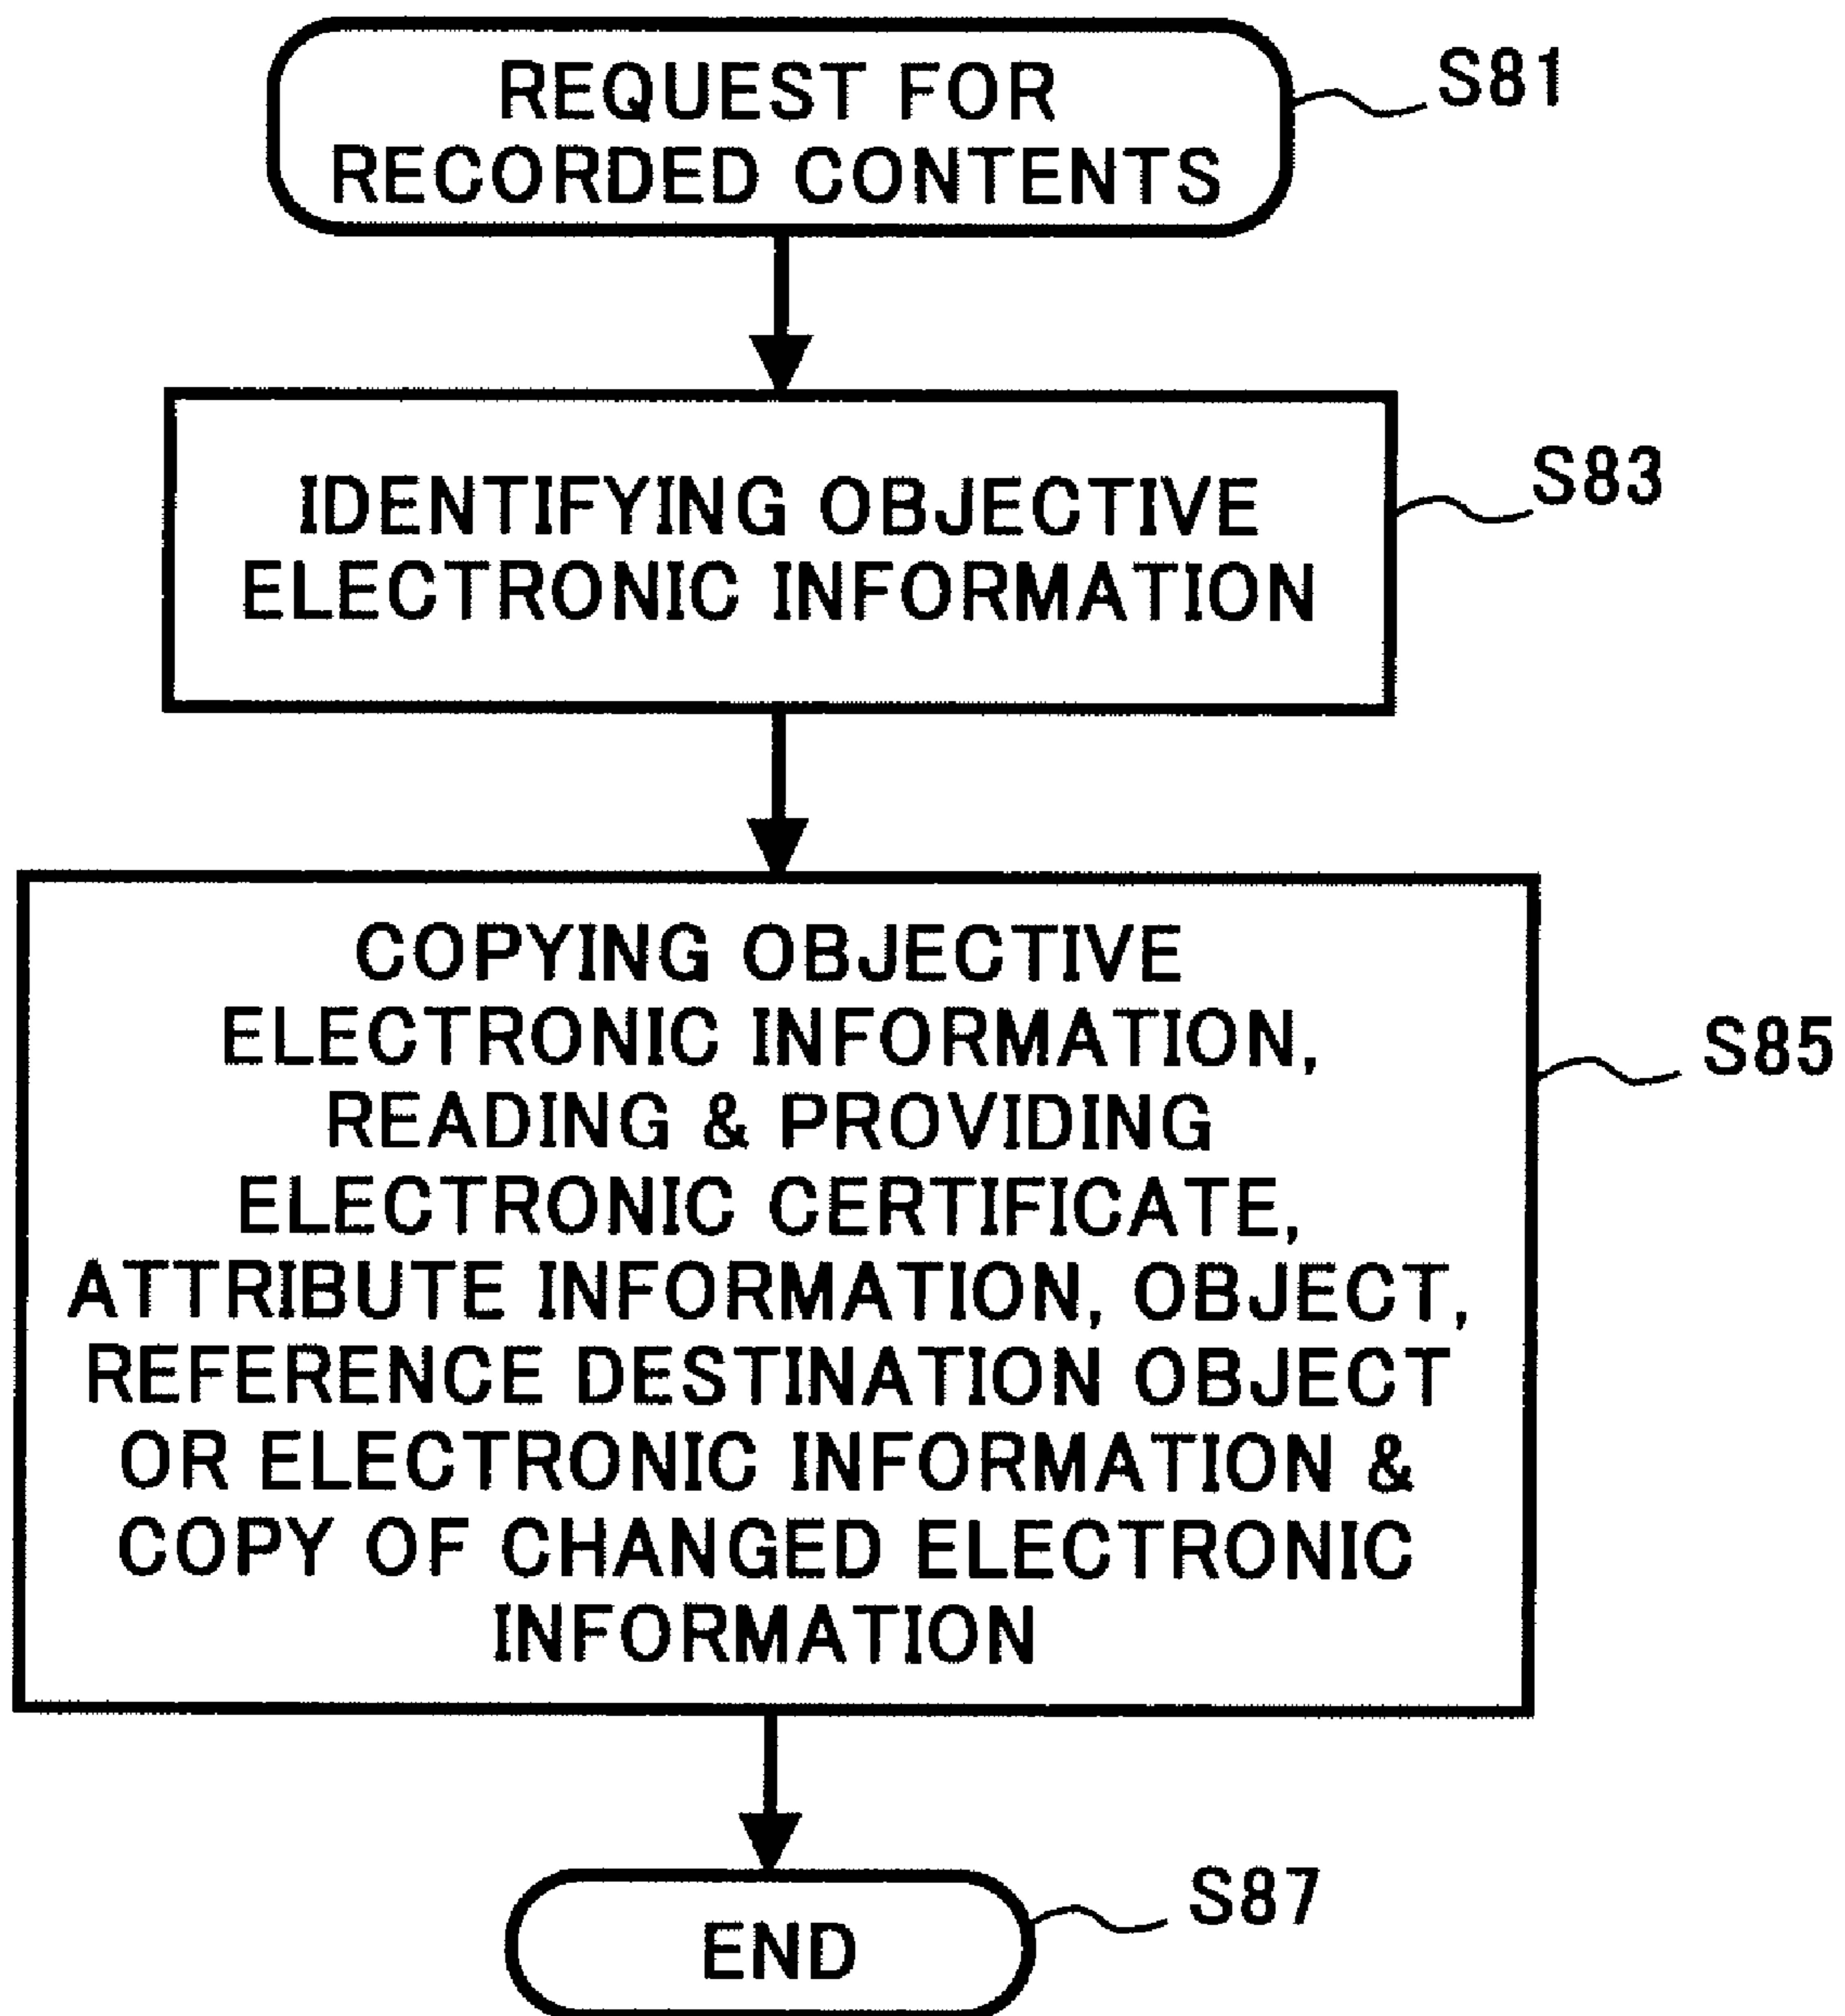 REQUEST FOR
RECORDED CONTENTS
S81
IDENTIFYING OBJECTIVE
ELECTRONIC INFORMATION
S83
COPYING OBJECTIVE
ELECTRONIC INFORMATION,
READING & PROVIDING
ELECTRONIC CERTIFICATE,
ATTRIBUTE INFORMATION, OBJECT,
REFERENCE DESTINATION OBJECT
OR ELECTRONIC INFORMATION &
COPY OF CHANGED ELECTRONIC
INFORMATION
S85
END
S87